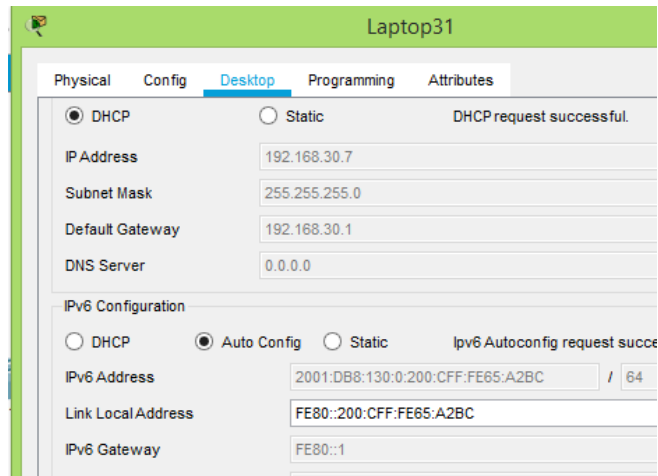 Laptop31
Physical Config Desktop Programming Attributes
DHCP Static DHCP request successful.
IP Address 192.168.30.7
Subnet Mask 255.255.255.0
Default Gateway 192.168.30.1
DNS Server 0.0.0.0
IPv6 Configuration
DHCP Auto Config Static Ipv6 Autoconfig request succe
IPv6 Address 2001:DB8:130:0:200:CFF:FE65:A2BC / 64
Link Local Address FE80::200:CFF:FE65:A2BC
IPv6 Gateway FE80::1